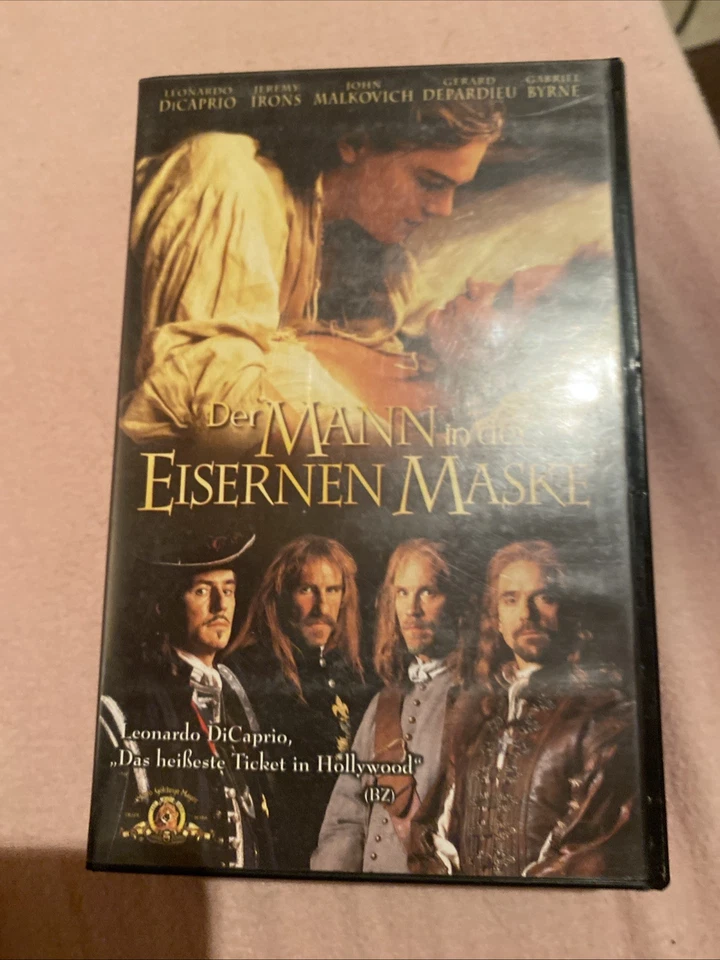 LEONARDO JEREMY JOHN GERARD GABRIEL
DICAPRIO IRONS MALKOVICH DEPARDIEU BYRNE
Der MANN in der
EISERNEN MASKE
Leonardo DiCaprio,
„Das heißeste Ticket in Hollywood“
(BZ)